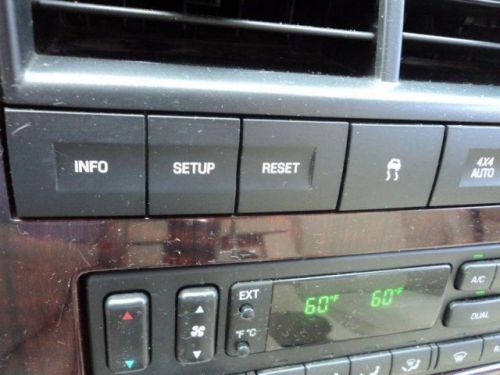 INFO SETUP RESET 4X4
AUTO
EXT 60°F 60°F A/C
°F °C DUAL